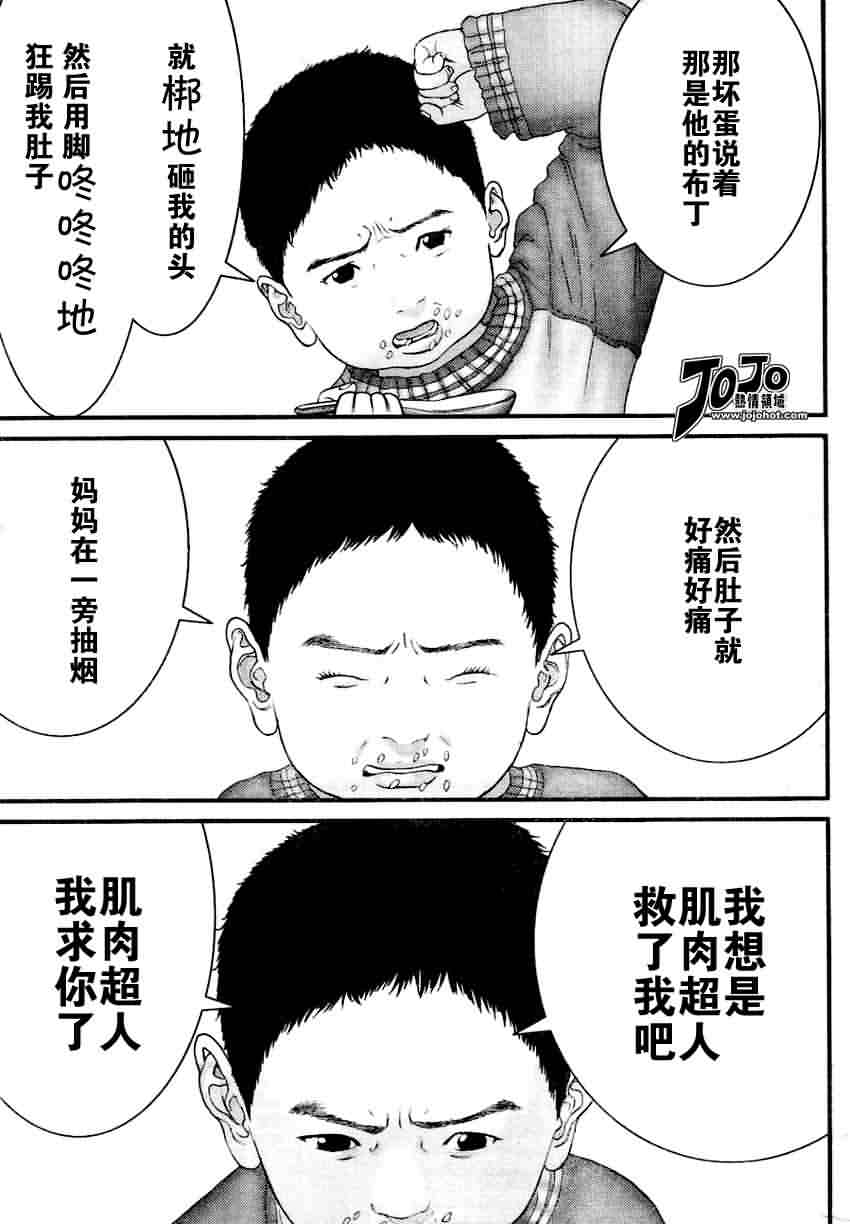 那坏蛋说着
那是他的布丁
就梆地砸我的头
然后用脚咚咚咚地
狂踢我肚子
JOJO
熱情領域
www.jojohot.com
然后肚子就
好痛好痛
妈妈在一旁抽烟
我想是
肌肉超人
救了我吧
肌肉超人
我求你了